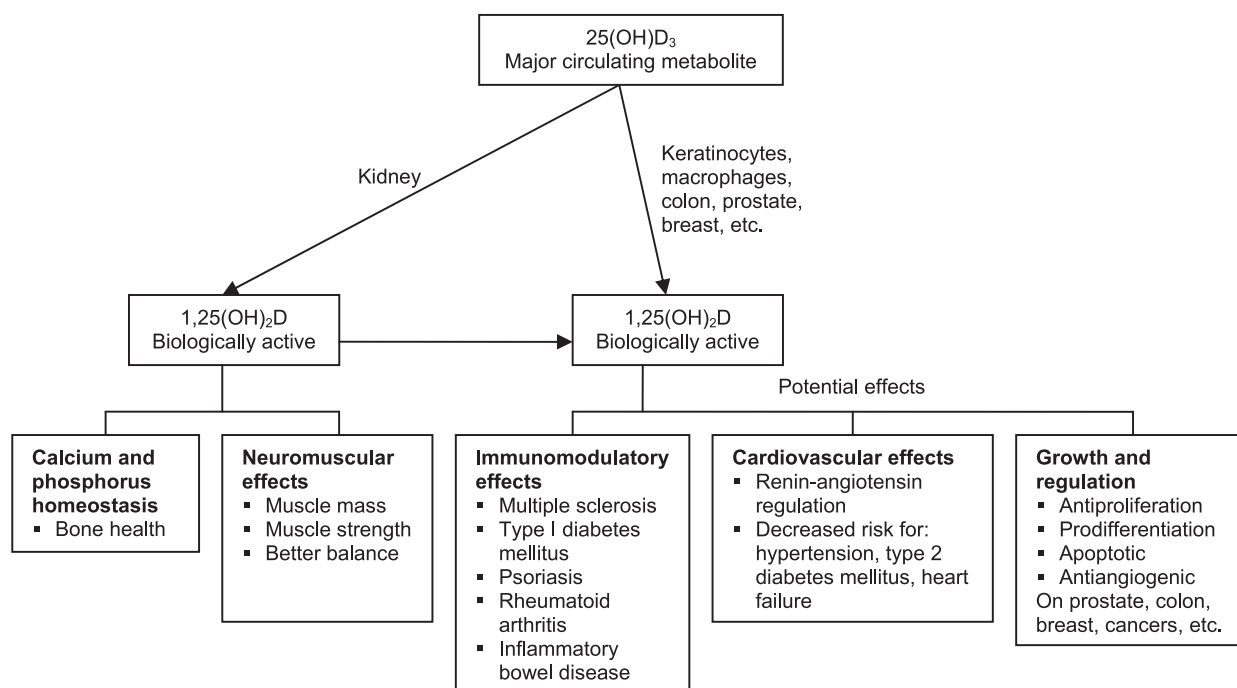 25(OH)D₃
Major circulating metabolite
Kidney
Keratinocytes,
macrophages,
colon, prostate,
breast, etc.
1,25(OH)₂D
Biologically active
1,25(OH)₂D
Biologically active
Potential effects
Calcium and
phosphorus
homeostasis
▪ Bone health
Neuromuscular
effects
▪ Muscle mass
▪ Muscle strength
▪ Better balance
Immunomodulatory
effects
▪ Multiple sclerosis
▪ Type I diabetes
mellitus
▪ Psoriasis
▪ Rheumatoid
arthritis
▪ Inflammatory
bowel disease
Cardiovascular effects
▪ Renin-angiotensin
regulation
▪ Decreased risk for:
hypertension, type 2
diabetes mellitus, heart
failure
Growth and
regulation
▪ Antiproliferation
▪ Prodifferentiation
▪ Apoptotic
▪ Antiangiogenic
On prostate, colon,
breast, cancers, etc.